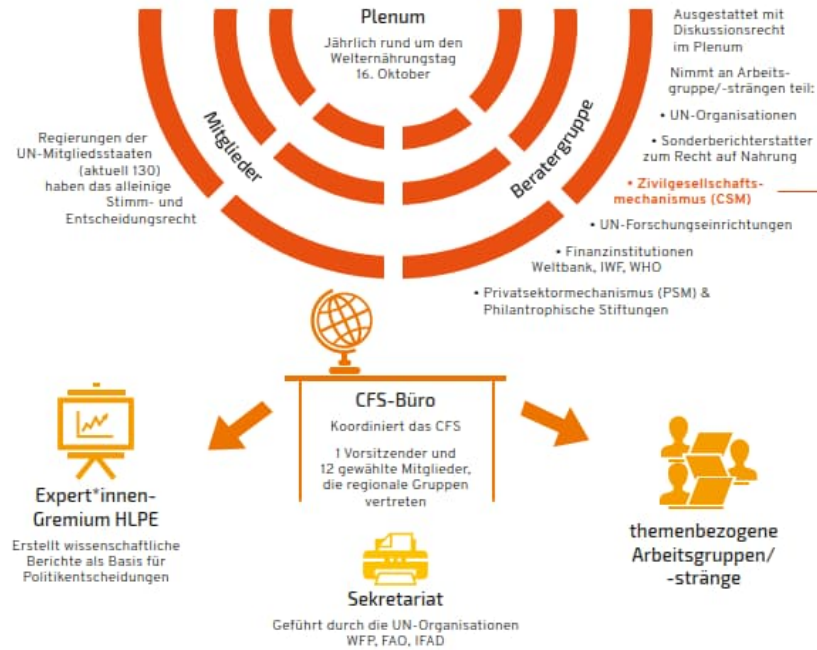 Plenum
Jährlich rund um den
Welternährungstag
16. Oktober
Mitglieder
Beratergruppe
Regierungen der
UN-Mitgliedsstaaten
(aktuell 130)
haben das alleinige
Stimm- und
Entscheidungsrecht
Ausgestattet mit
Diskussionsrecht
im Plenum
Nimmt an Arbeits-
gruppe/-strängen teil:
• UN-Organisationen
• Sonderberichterstatter
zum Recht auf Nahrung
• Zivilgesellschafts-
mechanismus (CSM)
• UN-Forschungseinrichtungen
• Finanzinstitutionen
Weltbank, IWF, WHO
• Privatsektormechanismus (PSM) &
Philantrophische Stiftungen
CFS-Büro
Koordiniert das CFS
1 Vorsitzender und
12 gewählte Mitglieder,
die regionale Gruppen
vertreten
Expert*innen-
Gremium HLPE
Erstellt wissenschaftliche
Berichte als Basis für
Politikentscheidungen
Sekretariat
Geführt durch die UN-Organisationen
WFP, FAO, IFAD
themenbezogene
Arbeitsgruppen/
-stränge